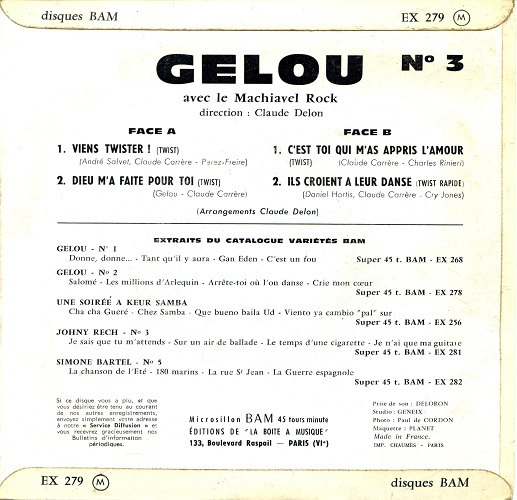 disques BAM EX 279 M
GELOU Nº 3
avec le Machiavel Rock
direction : Claude Delon
FACE A
1. VIENS TWISTER ! (TWIST)
(André Salvet, Claude Carrère - Perez-Freire)
2. DIEU M'A FAITE POUR TOI (TWIST)
(Gelou - Claude Carrère)
FACE B
1. C'EST TOI QUI M'AS APPRIS L'AMOUR
(TWIST) (Claude Carrère - Charles Rinieri)
2. ILS CROIENT A LEUR DANSE (TWIST RAPIDE)
(Daniel Hortis, Claude Carrère - Cry Jones)
(Arrangements Claude Delon)
EXTRAITS DU CATALOGUE VARIÉTÉS BAM
GELOU - Nº 1
Donne, donne... - Tant qu'il y aura - Gan Eden - C'est un fou Super 45 t. BAM - EX 268
GELOU - Nº 2
Salomé - Les millions d'Arlequin - Arrête-toi où l'on danse - Crie mon cœur
Super 45 t. BAM - EX 278
UNE SOIRÉE A KEUR SAMBA
Cha cha Gueré - Chez Samba - Que bueno baila Ud - Viento ya cambio "pal" sur
Super 45 t. BAM - EX 256
JOHNY RECH - Nº 3
Je sais que tu m'attends - Sur un air de ballade - Le temps d'une cigarette - Je n'ai que ma guitare
Super 45 t. BAM - EX 281
SIMONE BARTEL - Nº 5
La chanson de l'Eté - 180 marins - La rue St Jean - La Guerre espagnole
Super 45 t. BAM - EX 282
Si ce disque vous a plu, et que
vous désiriez être tenu au courant
de nos autres enregistrements,
envoyez simplement votre adresse
à notre « Service Diffusion » et
vous recevrez gracieusement nos
Bulletins d'information
périodiques.
Microsillon BAM 45 tours minute
ÉDITIONS DE "LA BOITE A MUSIQUE"
133, Boulevard Raspail - PARIS (VIe)
Prise de son : DELORON
Studio : GENEIX
Photo : Paul de CORDON
Maquette : PLANET
Made in France.
IMP. CHAUMÈS - PARIS
EX 279 M disques BAM